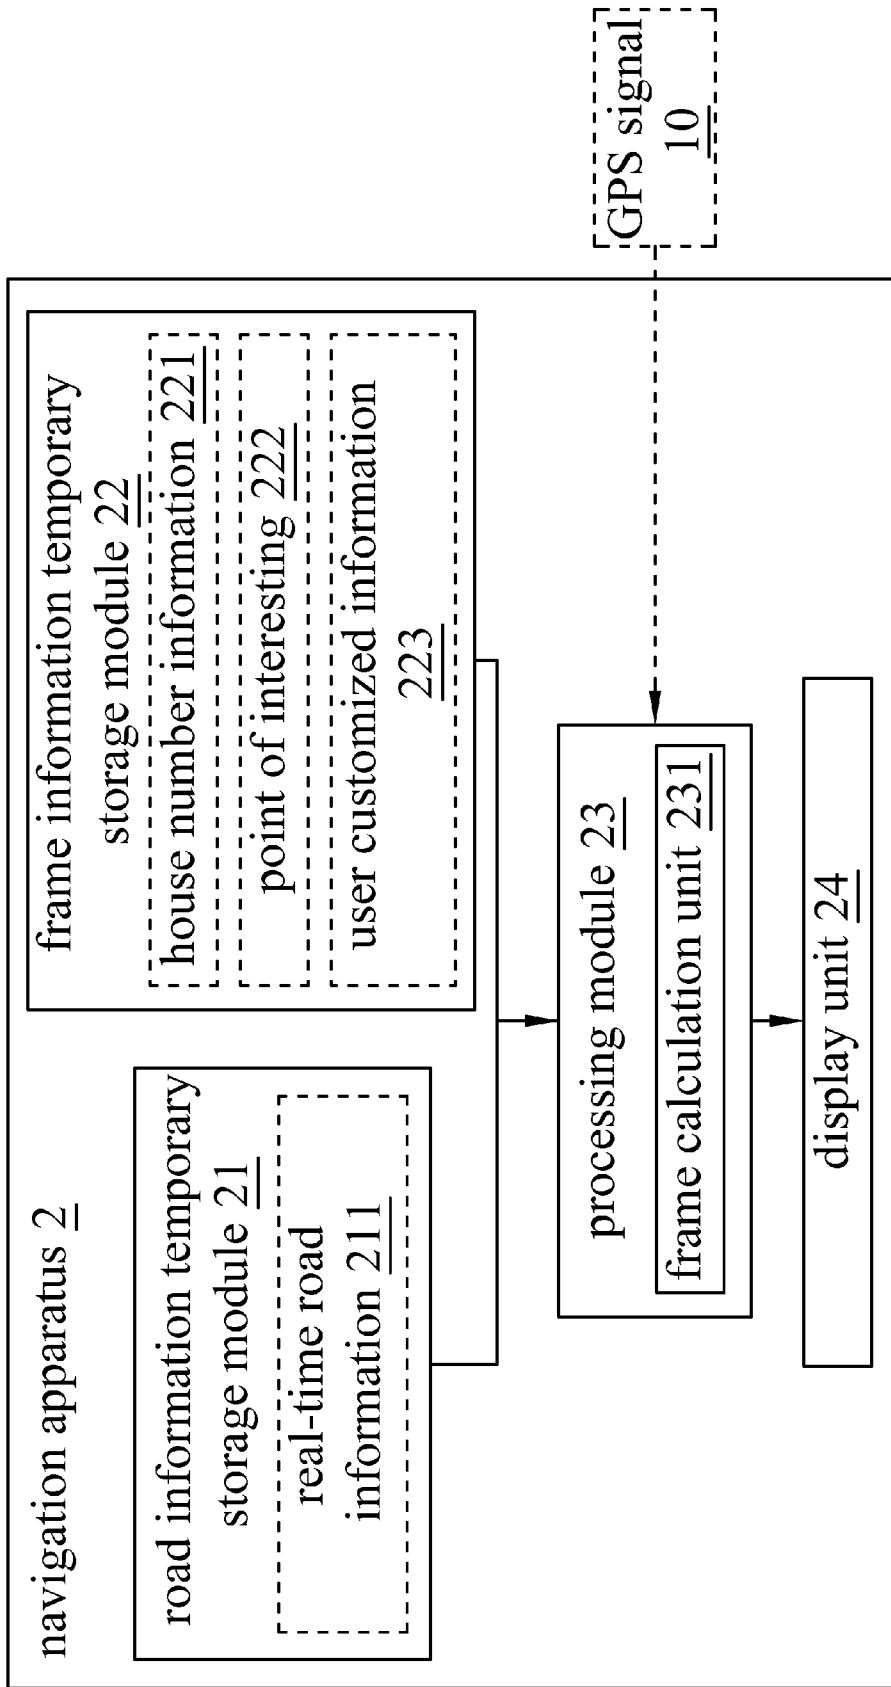 navigation apparatus 2
road information temporary
storage module 21
real-time road
information 211
frame information temporary
storage module 22
house number information 221
point of interesting 222
user customized information
223
processing module 23
frame calculation unit 231
display unit 24
GPS signal
10